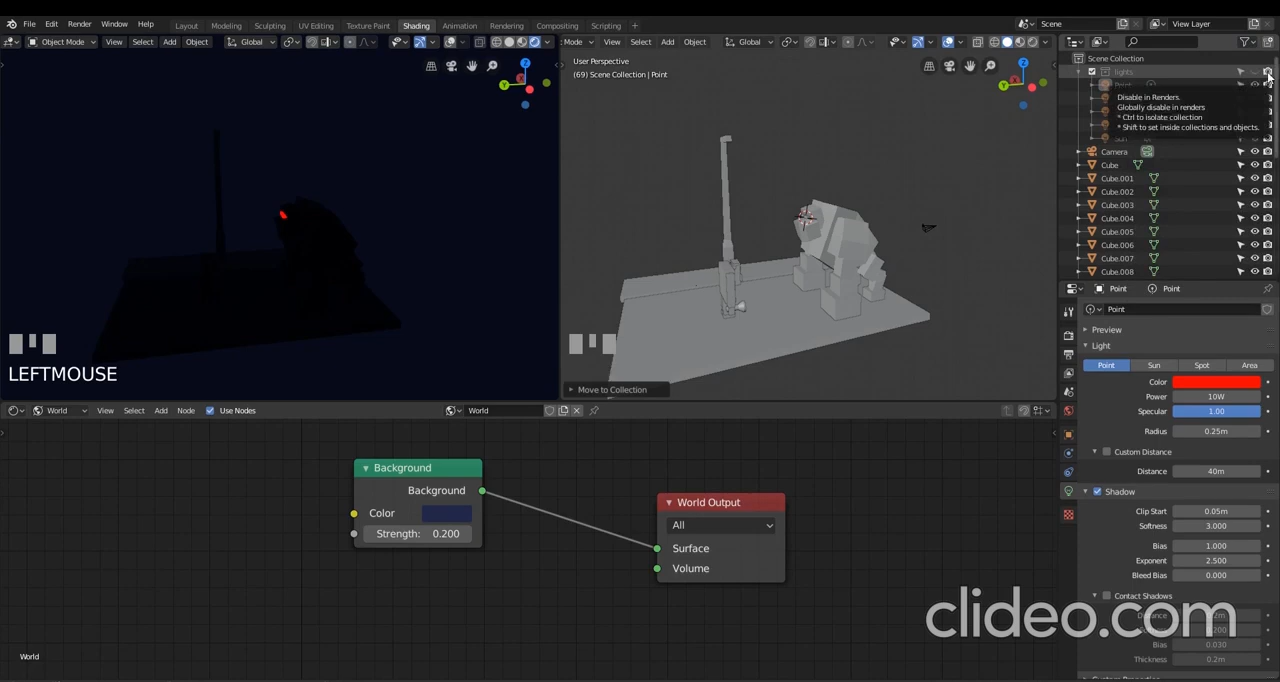 File Edit Render Window Help Layout Modeling Sculpting UV Editing Texture Paint Shading Animation Rendering Compositing Scripting + Scene View Layer
Object Mode View Select Add Object Global
Mode View Select Add Object Global
User Perspective
(69) Scene Collection | Point
LEFTMOUSE
Move to Collection
Scene Collection
lights
Disable in Renders.
Globally disable in renders
* Ctrl to isolate collection
* Shift to set inside collections and objects.
Camera
Cube
Cube.001
Cube.002
Cube.003
Cube.004
Cube.005
Cube.006
Cube.007
Cube.008
Point Point
Point
Preview
Light
Point Sun Spot Area
Color
Power 10W
Specular 1.00
Radius 0.25m
Custom Distance
Distance 40m
Shadow
Clip Start 0.05m
Softness 3.000
Bias 1.000
Exponent 2.500
Bleed Bias 0.000
Contact Shadows
Bias 0.030
Thickness 0.2m
World View Select Add Node Use Nodes World
Background
Background
Color
Strength: 0.200
World Output
All
Surface
Volume
World
clideo.com